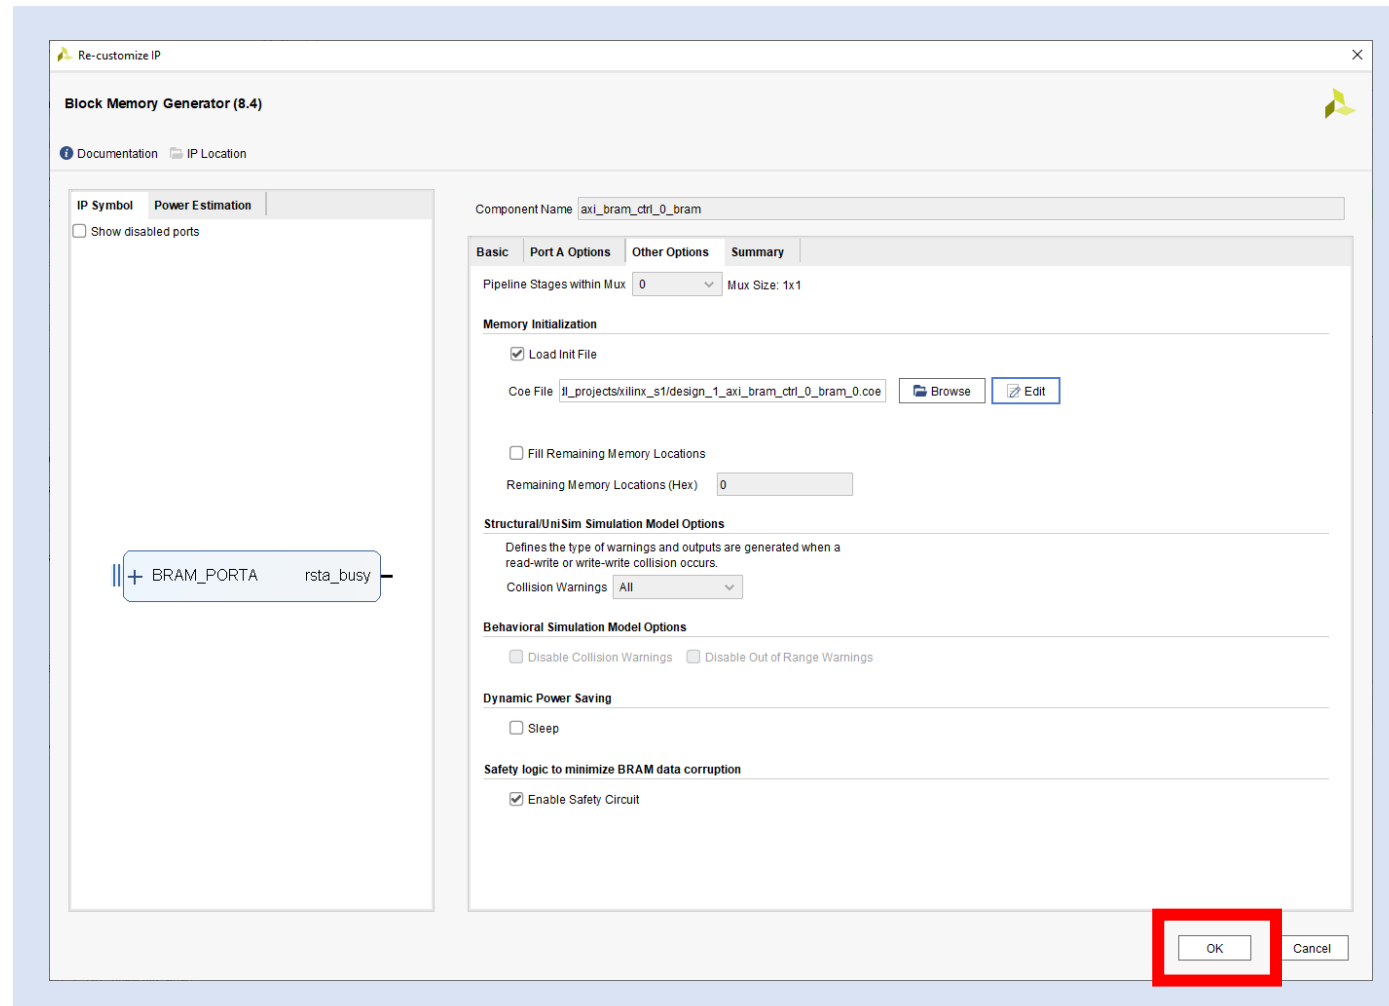 Re-customize IP
Block Memory Generator (8.4)
Documentation IP Location
IP Symbol Power Estimation
Show disabled ports
BRAM_PORTA rsta_busy
Component Name axi_bram_ctrl_0_bram
Basic Port A Options Other Options Summary
Pipeline Stages within Mux 0 Mux Size: 1x1
Memory Initialization
Load Init File
Coe File _projects/xilinx_s1/design_1_axi_bram_ctrl_0_bram_0.coe Browse Edit
Fill Remaining Memory Locations
Remaining Memory Locations (Hex) 0
Structural/UniSim Simulation Model Options
Defines the type of warnings and outputs are generated when a
read-write or write-write collision occurs.
Collision Warnings All
Behavioral Simulation Model Options
Disable Collision Warnings Disable Out of Range Warnings
Dynamic Power Saving
Sleep
Safety logic to minimize BRAM data corruption
Enable Safety Circuit
OK Cancel